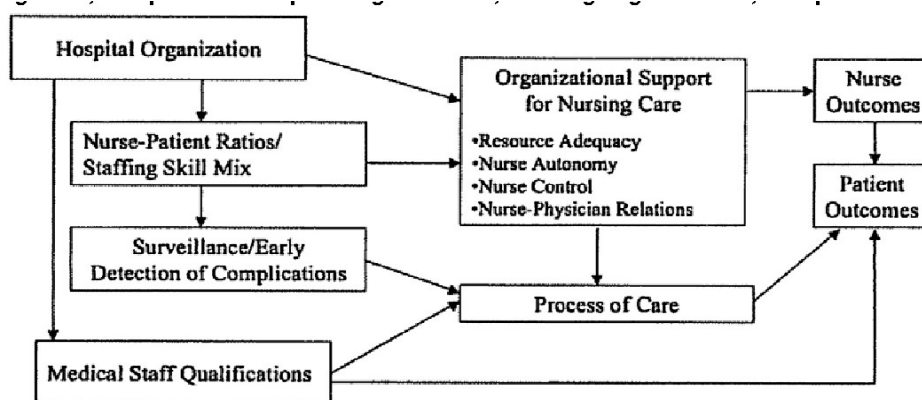 Hospital Organization
Organizational Support
for Nursing Care
•Resource Adequacy
•Nurse Autonomy
•Nurse Control
•Nurse-Physician Relations
Nurse
Outcomes
Nurse-Patient Ratios/
Staffing Skill Mix
Patient
Outcomes
Surveillance/Early
Detection of Complications
Process of Care
Medical Staff Qualifications